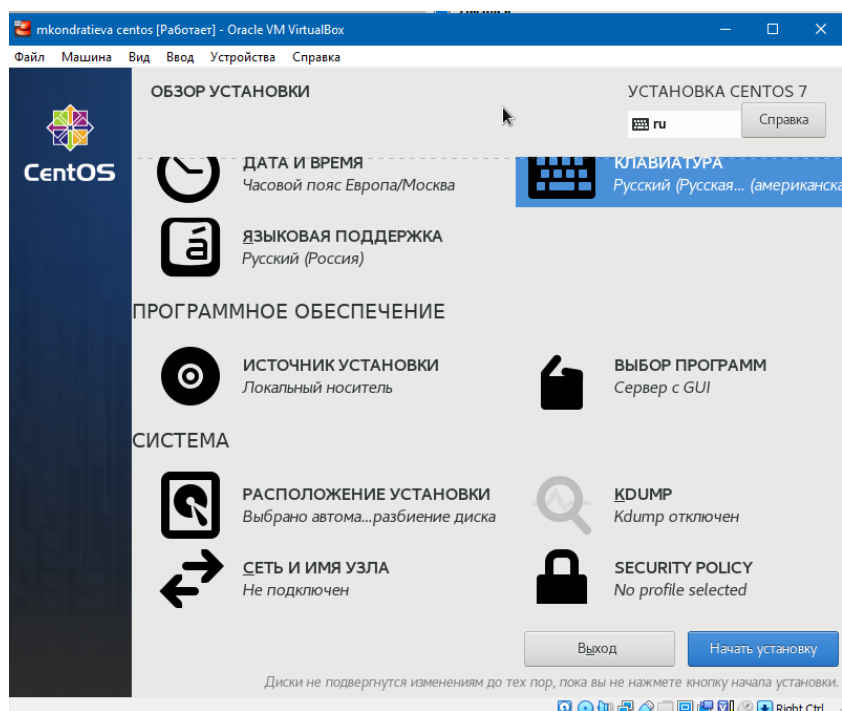 mkondratieva centos [Работает] - Oracle VM VirtualBox
Файл Машина Вид Ввод Устройства Справка
ОБЗОР УСТАНОВКИ
УСТАНОВКА CENTOS 7
ru
Справка
CentOS
ДАТА И ВРЕМЯ
Часовой пояс Европа/Москва
КЛАВИАТУРА
Русский (Русская... (американска
ЯЗЫКОВАЯ ПОДДЕРЖКА
Русский (Россия)
ПРОГРАММНОЕ ОБЕСПЕЧЕНИЕ
ИСТОЧНИК УСТАНОВКИ
Локальный носитель
ВЫБОР ПРОГРАММ
Сервер с GUI
СИСТЕМА
РАСПОЛОЖЕНИЕ УСТАНОВКИ
Выбрано автома...разбиение диска
KDUMP
Kdump отключен
СЕТЬ И ИМЯ УЗЛА
Не подключен
SECURITY POLICY
No profile selected
Выход
Начать установку
Диски не подвергнутся изменениям до тех пор, пока вы не нажмете кнопку начала установки.
Right Ctrl